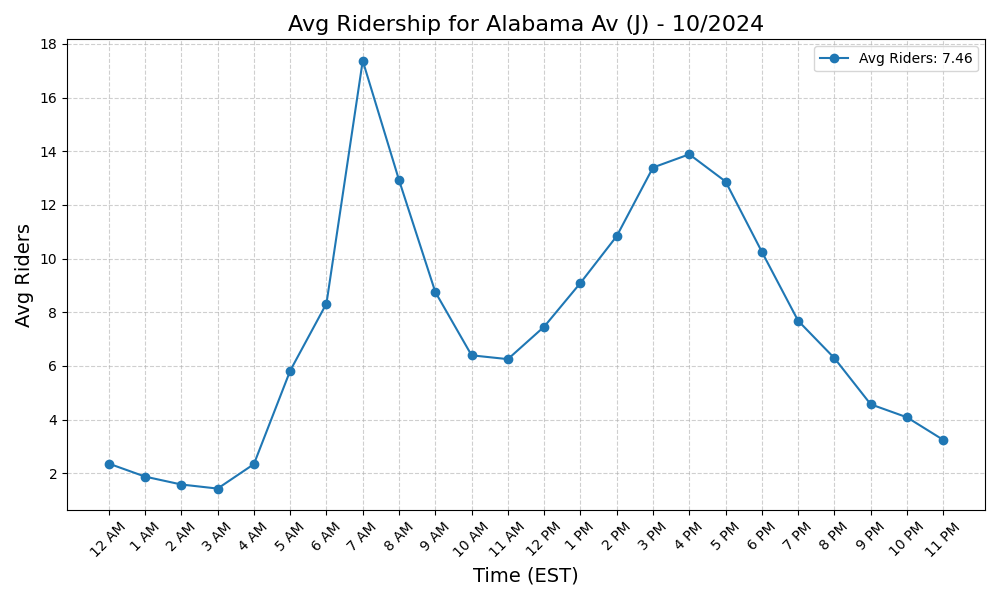 Avg Ridership for Alabama Av (J) - 10/2024
Avg Riders: 7.46
Avg Riders
18
16
14
12
10
8
6
4
2
12 AM
1 AM
2 AM
3 AM
4 AM
5 AM
6 AM
7 AM
8 AM
9 AM
10 AM
11 AM
12 PM
1 PM
2 PM
3 PM
4 PM
5 PM
6 PM
7 PM
8 PM
9 PM
10 PM
11 PM
Time (EST)